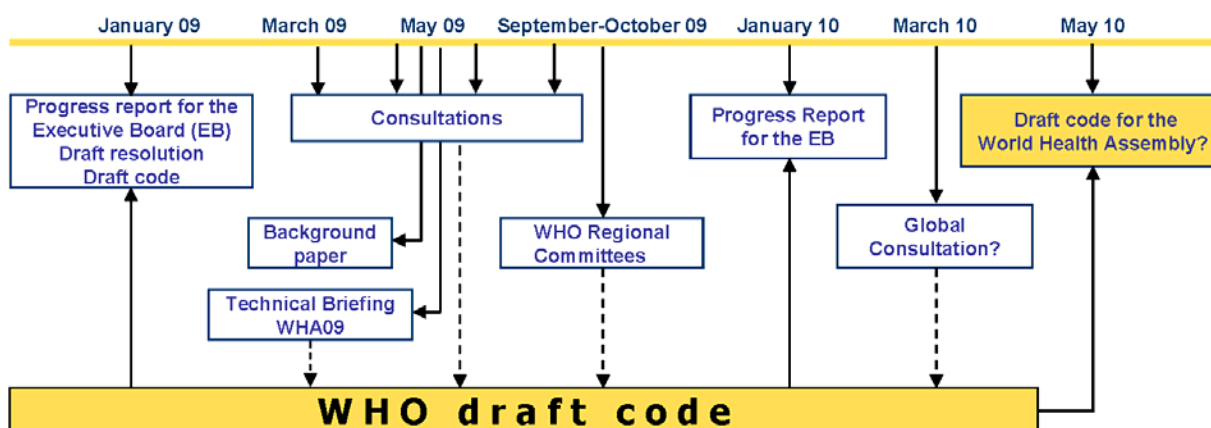 January 09 March 09 May 09 September-October 09 January 10 March 10 May 10
Progress report for the
Executive Board (EB)
Draft resolution
Draft code
Consultations
Progress Report
for the EB
Draft code for the
World Health Assembly?
Background
paper
WHO Regional
Committees
Global
Consultation?
Technical Briefing
WHA09
WHO draft code